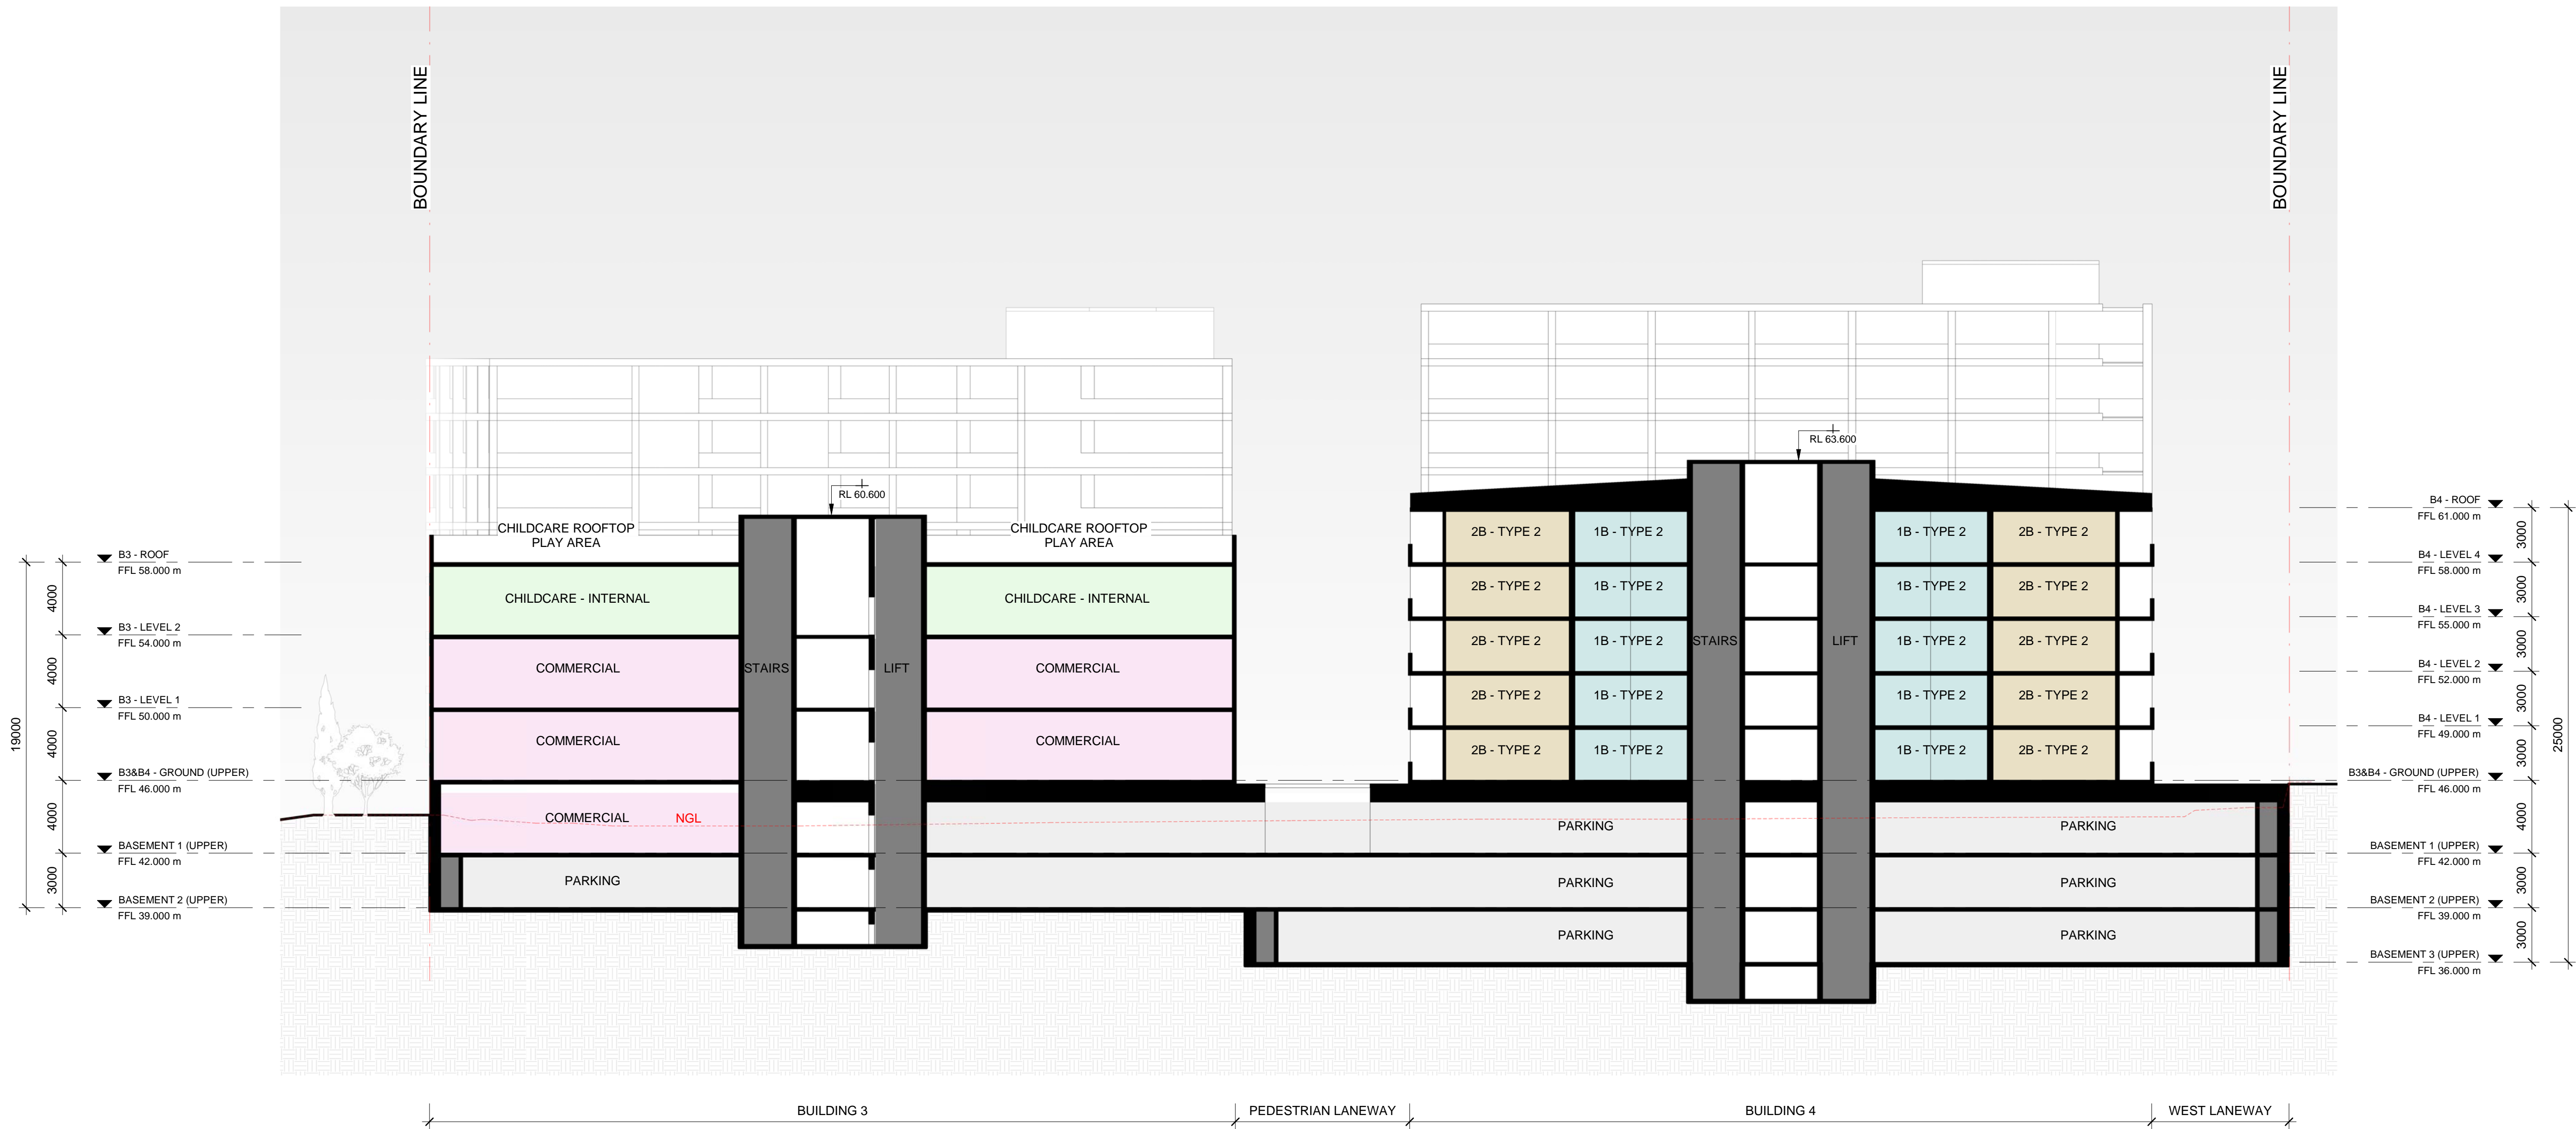 BOUNDARY LINE
BOUNDARY LINE
RL 63.600
RL 60.600
CHILDCARE ROOFTOP
PLAY AREA
CHILDCARE ROOFTOP
PLAY AREA
CHILDCARE - INTERNAL
CHILDCARE - INTERNAL
COMMERCIAL
STAIRS
LIFT
COMMERCIAL
COMMERCIAL
COMMERCIAL
COMMERCIAL
NGL
PARKING
2B - TYPE 2
1B - TYPE 2
1B - TYPE 2
2B - TYPE 2
2B - TYPE 2
1B - TYPE 2
1B - TYPE 2
2B - TYPE 2
2B - TYPE 2
1B - TYPE 2
STAIRS
LIFT
1B - TYPE 2
2B - TYPE 2
2B - TYPE 2
1B - TYPE 2
1B - TYPE 2
2B - TYPE 2
2B - TYPE 2
1B - TYPE 2
1B - TYPE 2
2B - TYPE 2
PARKING
PARKING
PARKING
PARKING
PARKING
PARKING
B3 - ROOF
FFL 58.000 m
B3 - LEVEL 2
FFL 54.000 m
B3 - LEVEL 1
FFL 50.000 m
B3&B4 - GROUND (UPPER)
FFL 46.000 m
BASEMENT 1 (UPPER)
FFL 42.000 m
BASEMENT 2 (UPPER)
FFL 39.000 m
4000
4000
4000
4000
3000
19000
B4 - ROOF
FFL 61.000 m
B4 - LEVEL 4
FFL 58.000 m
B4 - LEVEL 3
FFL 55.000 m
B4 - LEVEL 2
FFL 52.000 m
B4 - LEVEL 1
FFL 49.000 m
B3&B4 - GROUND (UPPER)
FFL 46.000 m
BASEMENT 1 (UPPER)
FFL 42.000 m
BASEMENT 2 (UPPER)
FFL 39.000 m
BASEMENT 3 (UPPER)
FFL 36.000 m
3000
3000
3000
3000
3000
4000
3000
3000
25000
BUILDING 3
PEDESTRIAN LANEWAY
BUILDING 4
WEST LANEWAY